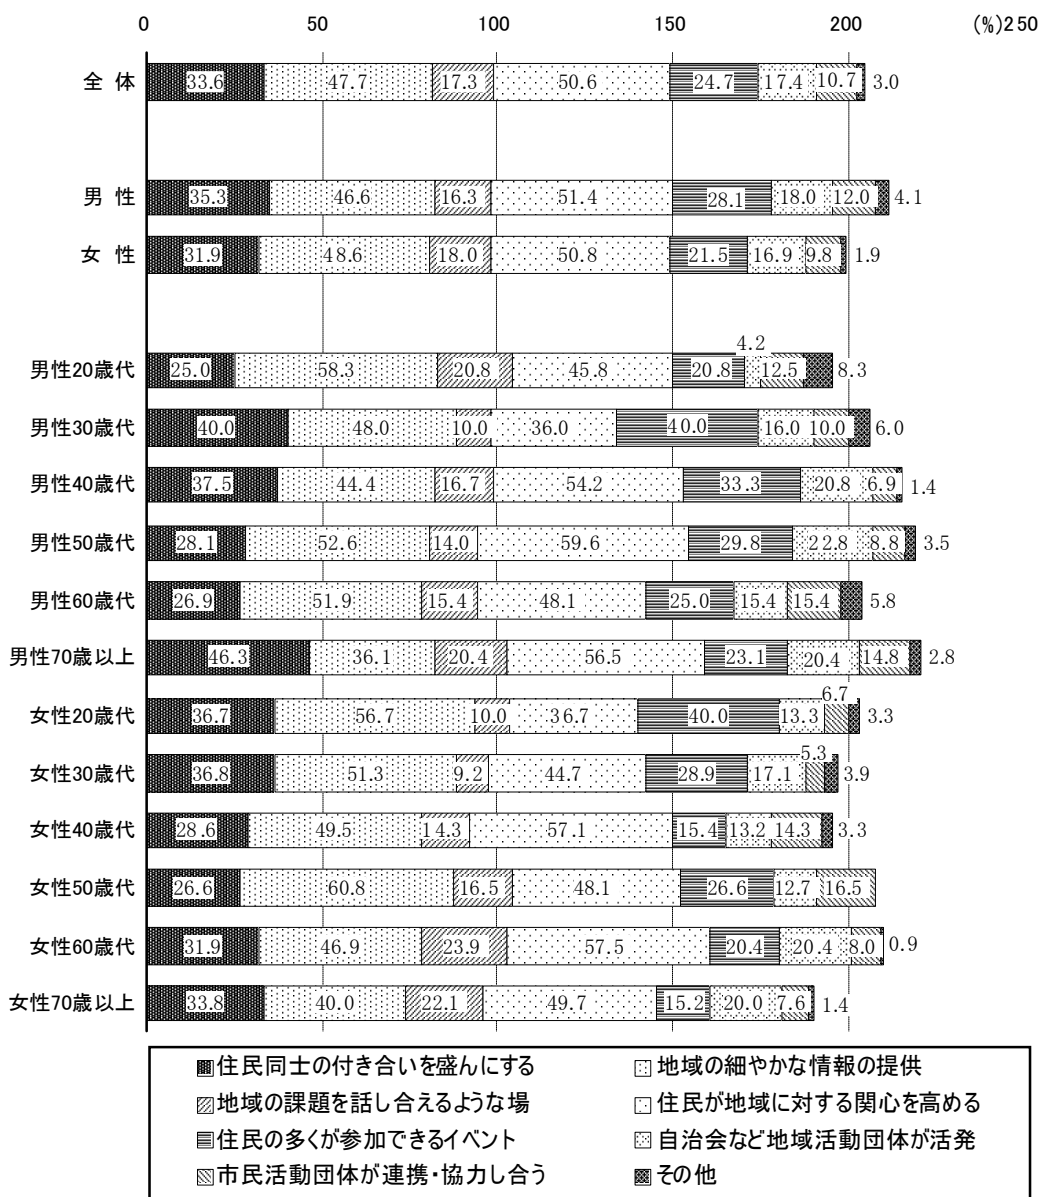 0 50 100 150 200 (%)250
全 体 33.6 47.7 17.3 50.6 24.7 17.4 10.7 3.0
男 性 35.3 46.6 16.3 51.4 28.1 18.0 12.0 4.1
女 性 31.9 48.6 18.0 50.8 21.5 16.9 9.8 1.9
男性20歳代 25.0 58.3 20.8 45.8 20.8 4.2 12.5 8.3
男性30歳代 40.0 48.0 10.0 36.0 40.0 16.0 10.0 6.0
男性40歳代 37.5 44.4 16.7 54.2 33.3 20.8 6.9 1.4
男性50歳代 28.1 52.6 14.0 59.6 29.8 22.8 8.8 3.5
男性60歳代 26.9 51.9 15.4 48.1 25.0 15.4 15.4 5.8
男性70歳以上 46.3 36.1 20.4 56.5 23.1 20.4 14.8 2.8
女性20歳代 36.7 56.7 10.0 36.7 40.0 13.3 6.7 3.3
女性30歳代 36.8 51.3 9.2 44.7 28.9 17.1 5.3 3.9
女性40歳代 28.6 49.5 14.3 57.1 15.4 13.2 14.3 3.3
女性50歳代 26.6 60.8 16.5 48.1 26.6 12.7 16.5
女性60歳代 31.9 46.9 23.9 57.5 20.4 20.4 8.0 0.9
女性70歳以上 33.8 40.0 22.1 49.7 15.2 20.0 7.6 1.4
住民同士の付き合いを盛んにする 地域の細やかな情報の提供
地域の課題を話し合えるような場 住民が地域に対する関心を高める
住民の多くが参加できるイベント 自治会など地域活動団体が活発
市民活動団体が連携・協力し合う その他